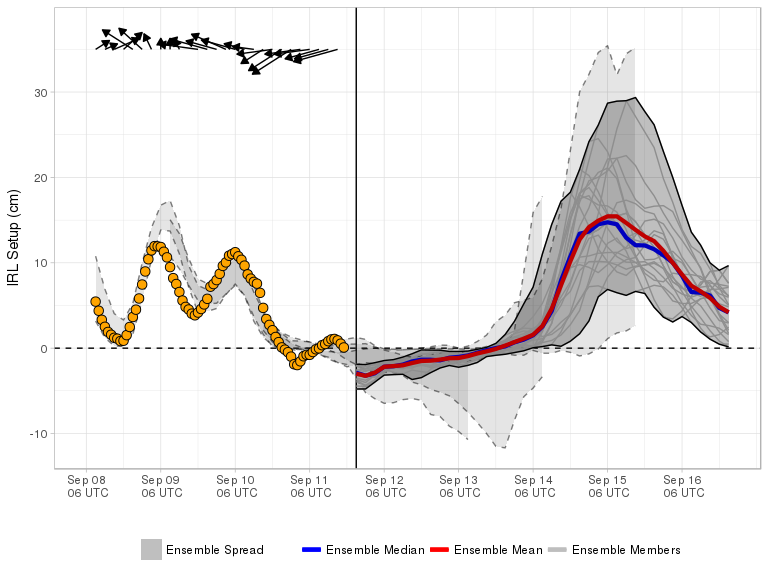 IRL Setup (cm)
30
20
10
0
-10
Sep 08 Sep 09 Sep 10 Sep 11 Sep 12 Sep 13 Sep 14 Sep 15 Sep 16
06 UTC 06 UTC 06 UTC 06 UTC 06 UTC 06 UTC 06 UTC 06 UTC 06 UTC
Ensemble Spread Ensemble Median Ensemble Mean Ensemble Members